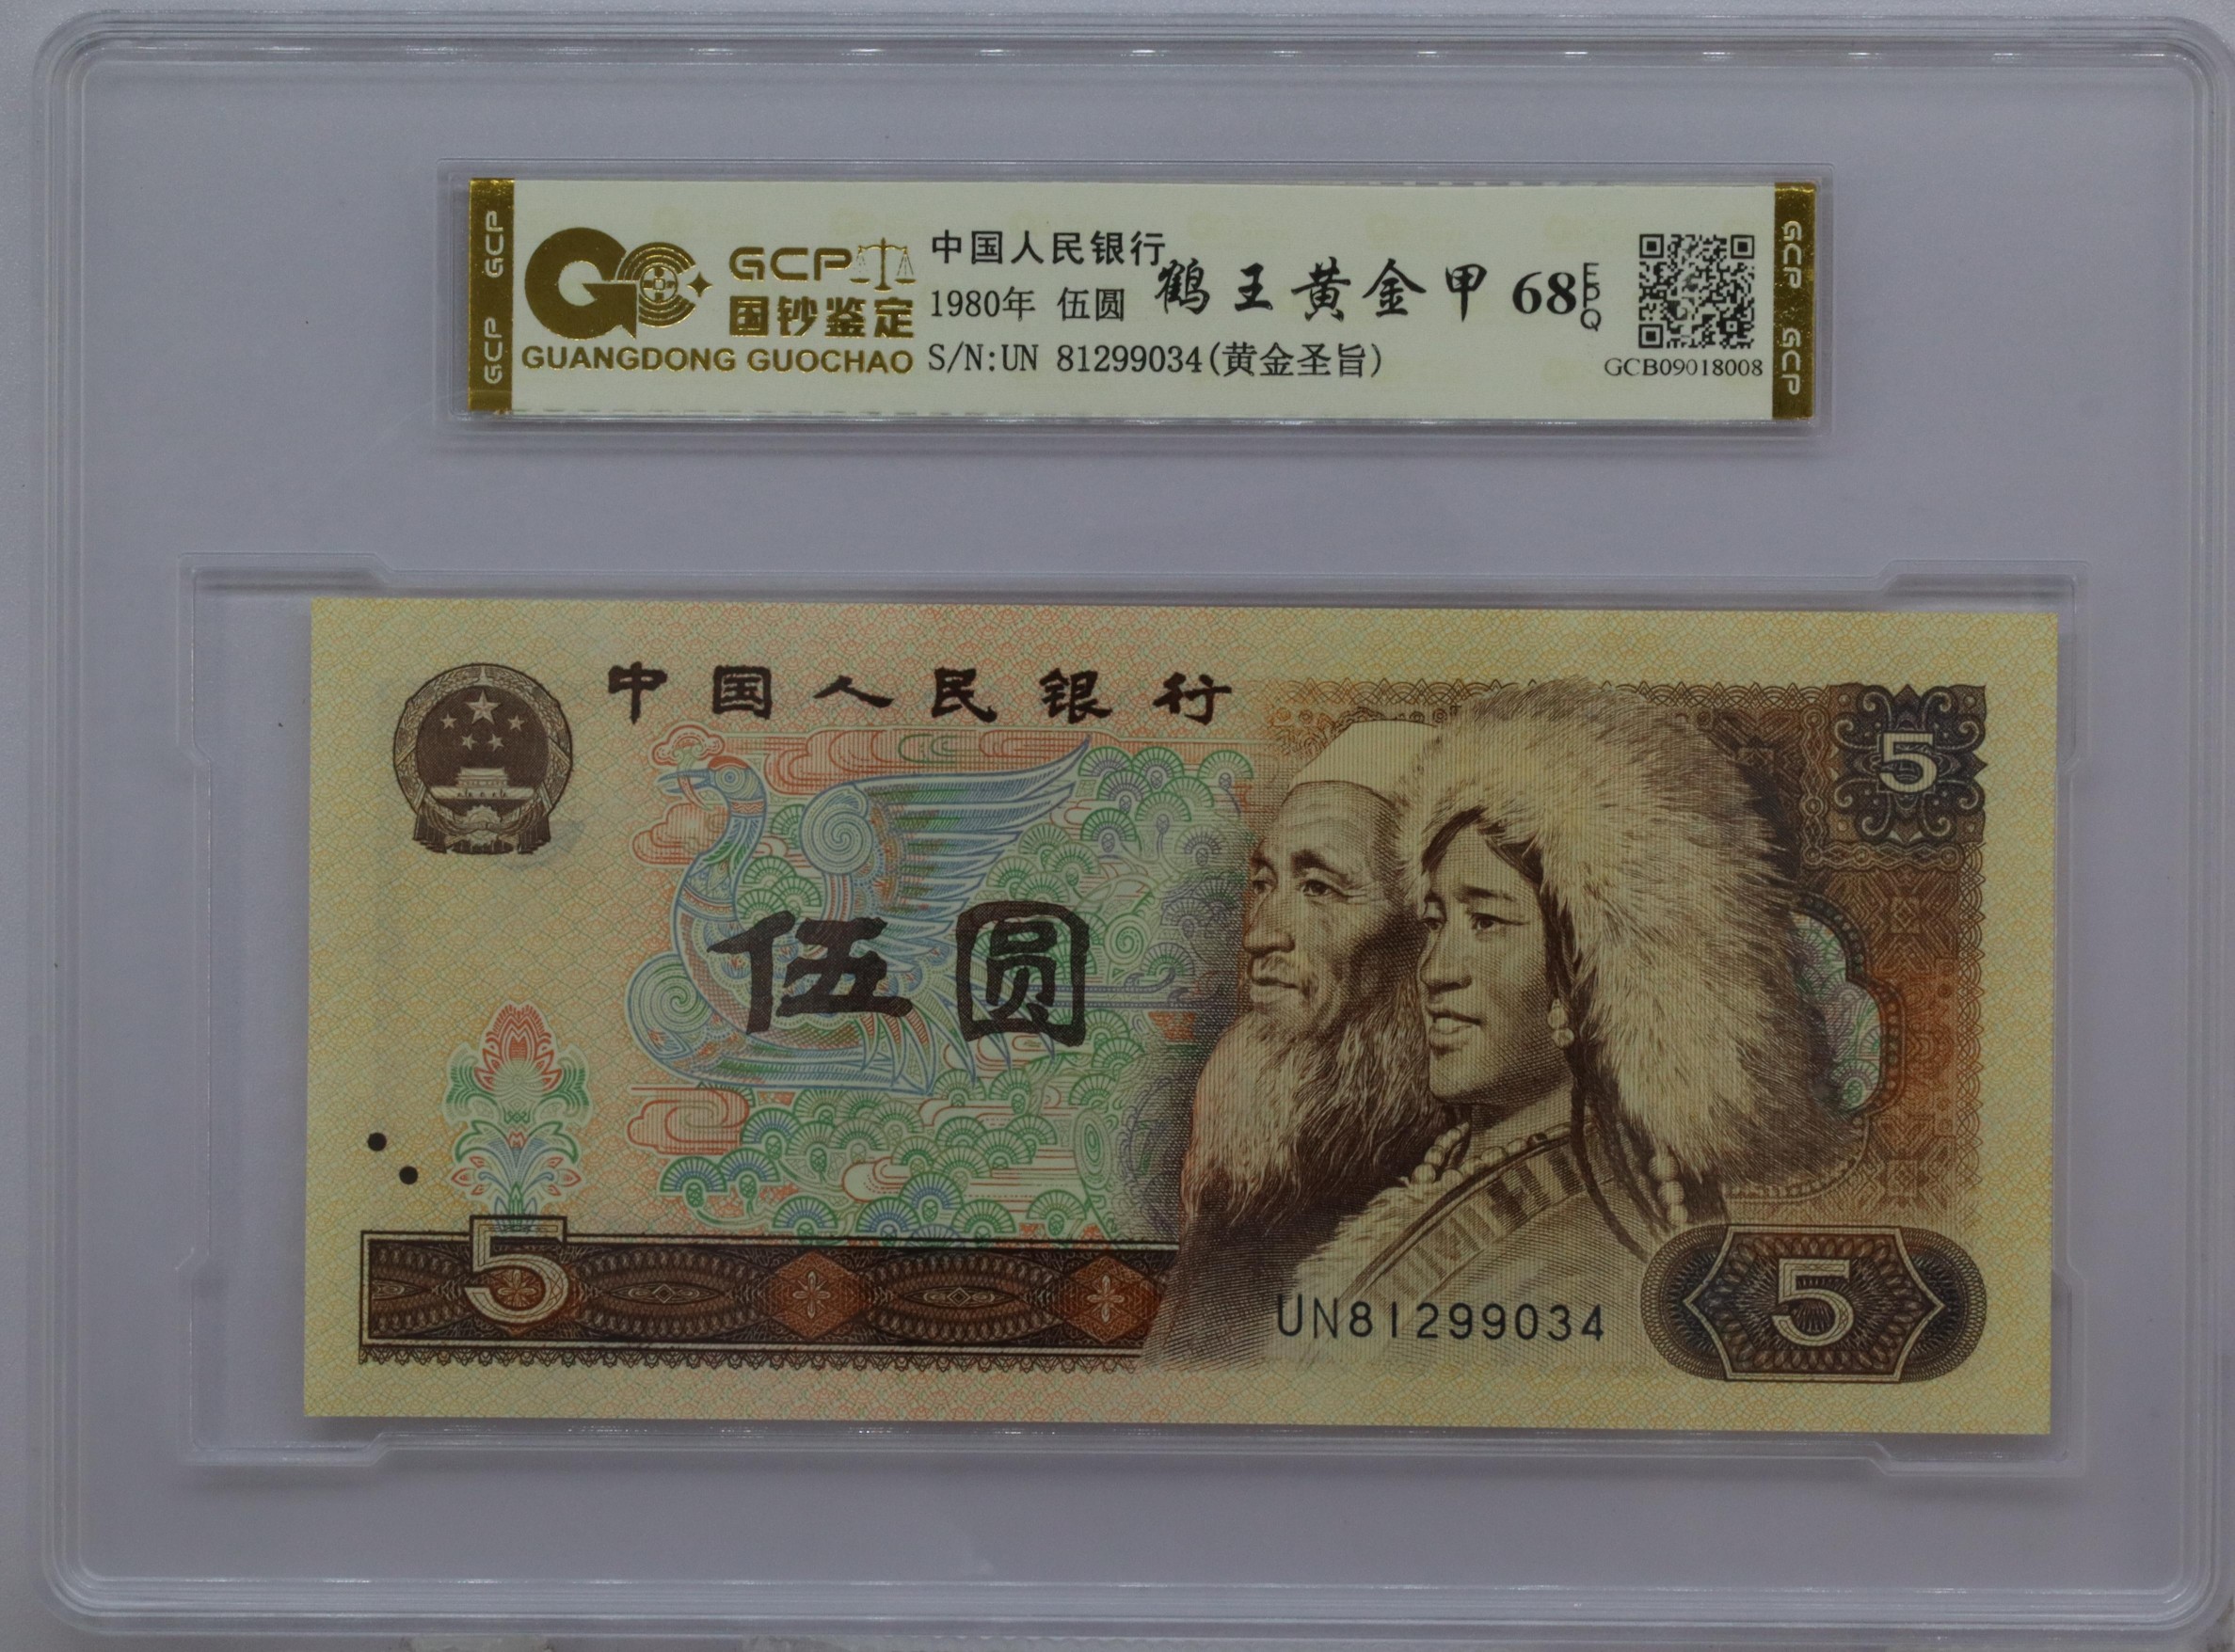 GCP GCP
GCP
国钞鉴定
GUANGDONG GUOCHAO
中国人民银行
1980年 伍圆 鹤王黄金甲 68 EPQ
S/N:UN 81299034(黄金圣旨)
GCB09018008
GCP GCP
中国人民银行
5
伍圆
5
UN81299034
5